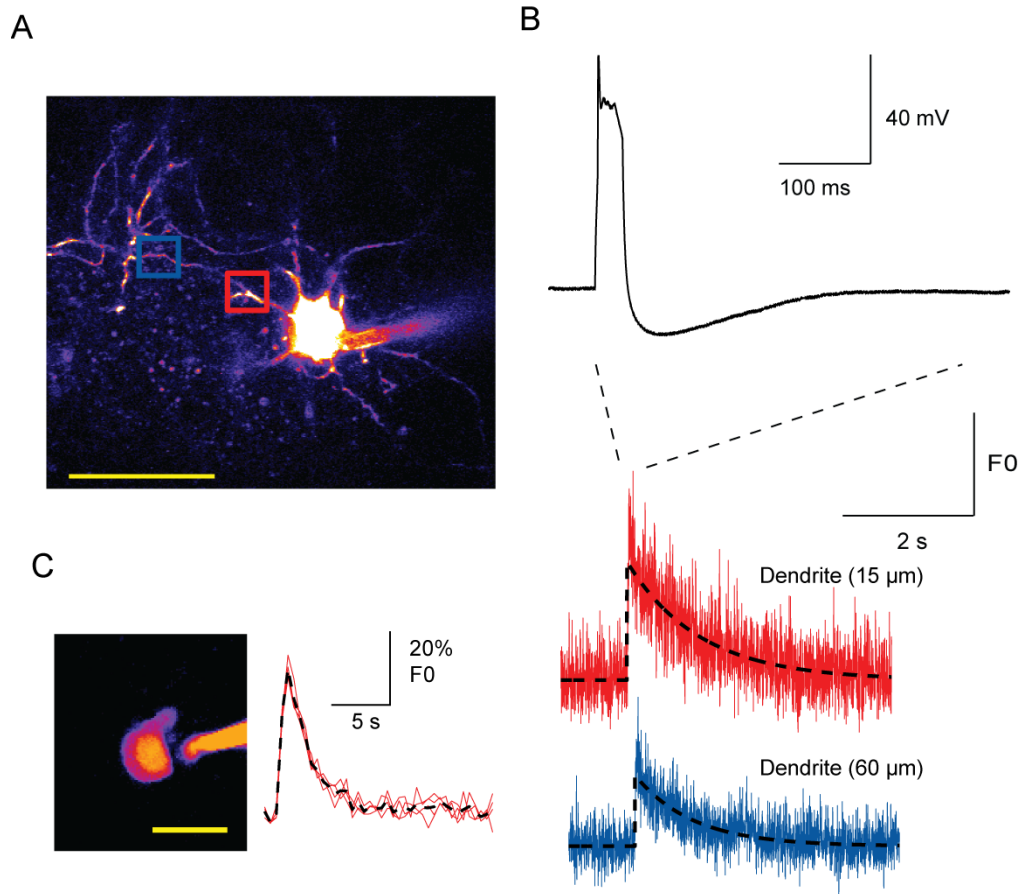 A
B
40 mV
100 ms
F0
2 s
Dendrite (15 µm)
Dendrite (60 µm)
C
20%
F0
5 s